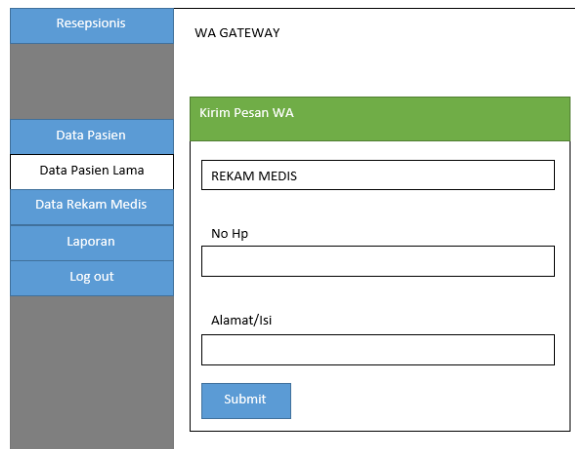 Resepsionis
Data Pasien
Data Pasien Lama
Data Rekam Medis
Laporan
Log out
WA GATEWAY
Kirim Pesan WA
REKAM MEDIS
No Hp
Alamat/Isi
Submit